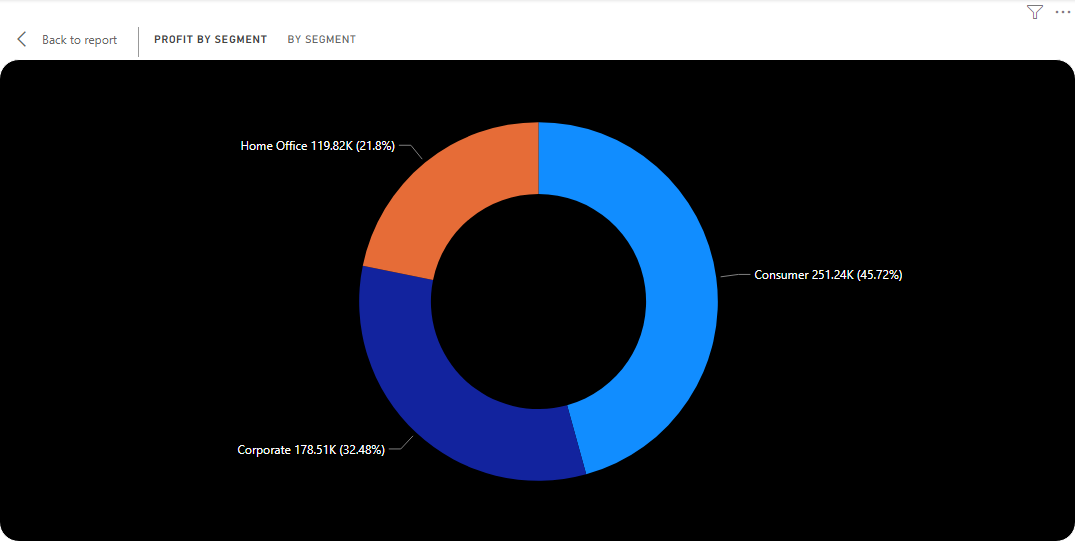 Back to report
PROFIT BY SEGMENT
BY SEGMENT
Home Office 119.82K (21.8%)
Consumer 251.24K (45.72%)
Corporate 178.51K (32.48%)